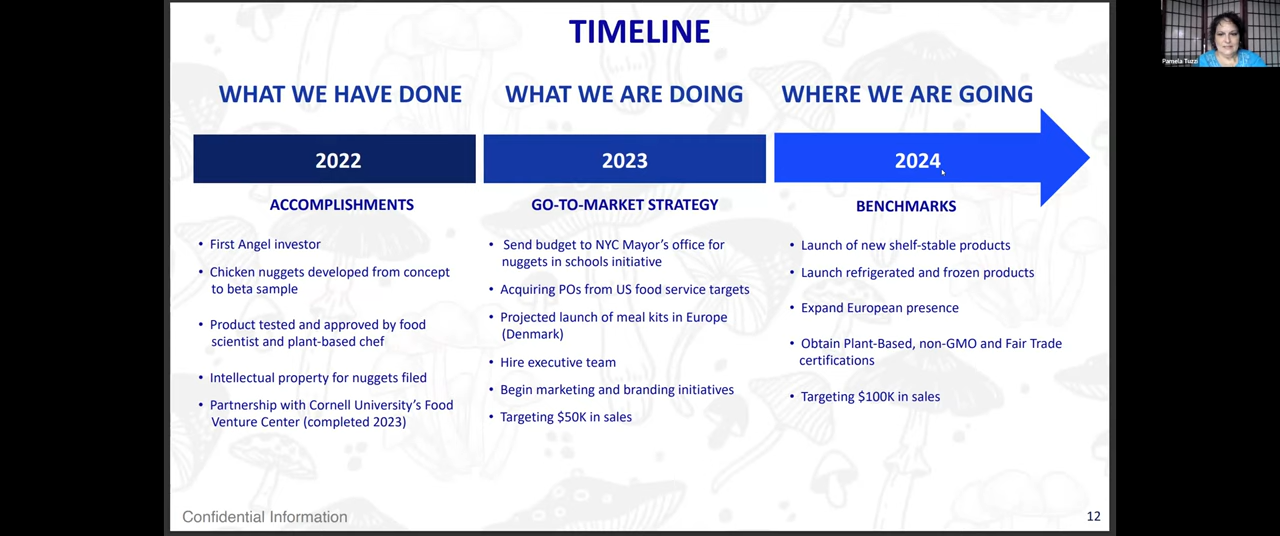 TIMELINE
WHAT WE HAVE DONE
WHAT WE ARE DOING
WHERE WE ARE GOING
2022
2023
2024
ACCOMPLISHMENTS
• First Angel investor
• Chicken nuggets developed from concept
to beta sample
• Product tested and approved by food
scientist and plant-based chef
• Intellectual property for nuggets filed
• Partnership with Cornell University's Food
Venture Center (completed 2023)
GO-TO-MARKET STRATEGY
• Send budget to NYC Mayor's office for
nuggets in schools initiative
• Acquiring POs from US food service targets
• Projected launch of meal kits in Europe
(Denmark)
• Hire executive team
• Begin marketing and branding initiatives
• Targeting $50K in sales
BENCHMARKS
• Launch of new shelf-stable products
• Launch refrigerated and frozen products
• Expand European presence
• Obtain Plant-Based, non-GMO and Fair Trade
certifications
• Targeting $100K in sales
Confidential Information
12
Pamela Tuzzi